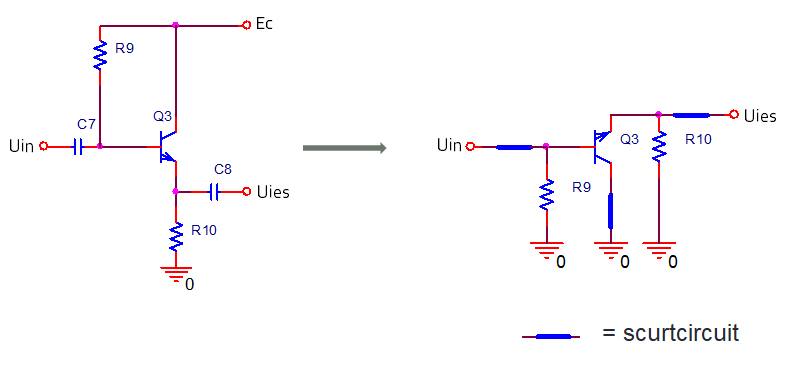 Ec
R9
C7
Q3
Uin
C8
Uies
R10
0
Uin
Uies
Q3
R10
R9
0
0
0
= scurtcircuit